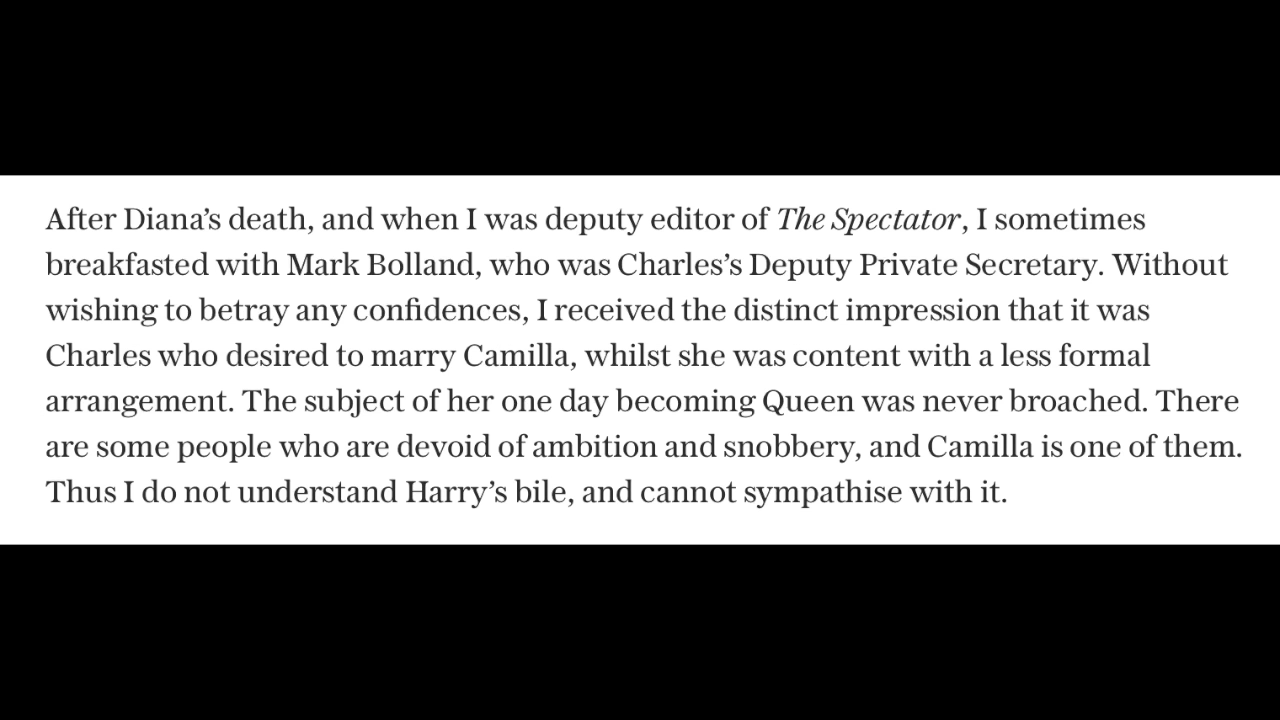 After Diana’s death, and when I was deputy editor of The Spectator, I sometimes
breakfasted with Mark Bolland, who was Charles’s Deputy Private Secretary. Without
wishing to betray any confidences, I received the distinct impression that it was
Charles who desired to marry Camilla, whilst she was content with a less formal
arrangement. The subject of her one day becoming Queen was never broached. There
are some people who are devoid of ambition and snobbery, and Camilla is one of them.
Thus I do not understand Harry’s bile, and cannot sympathise with it.